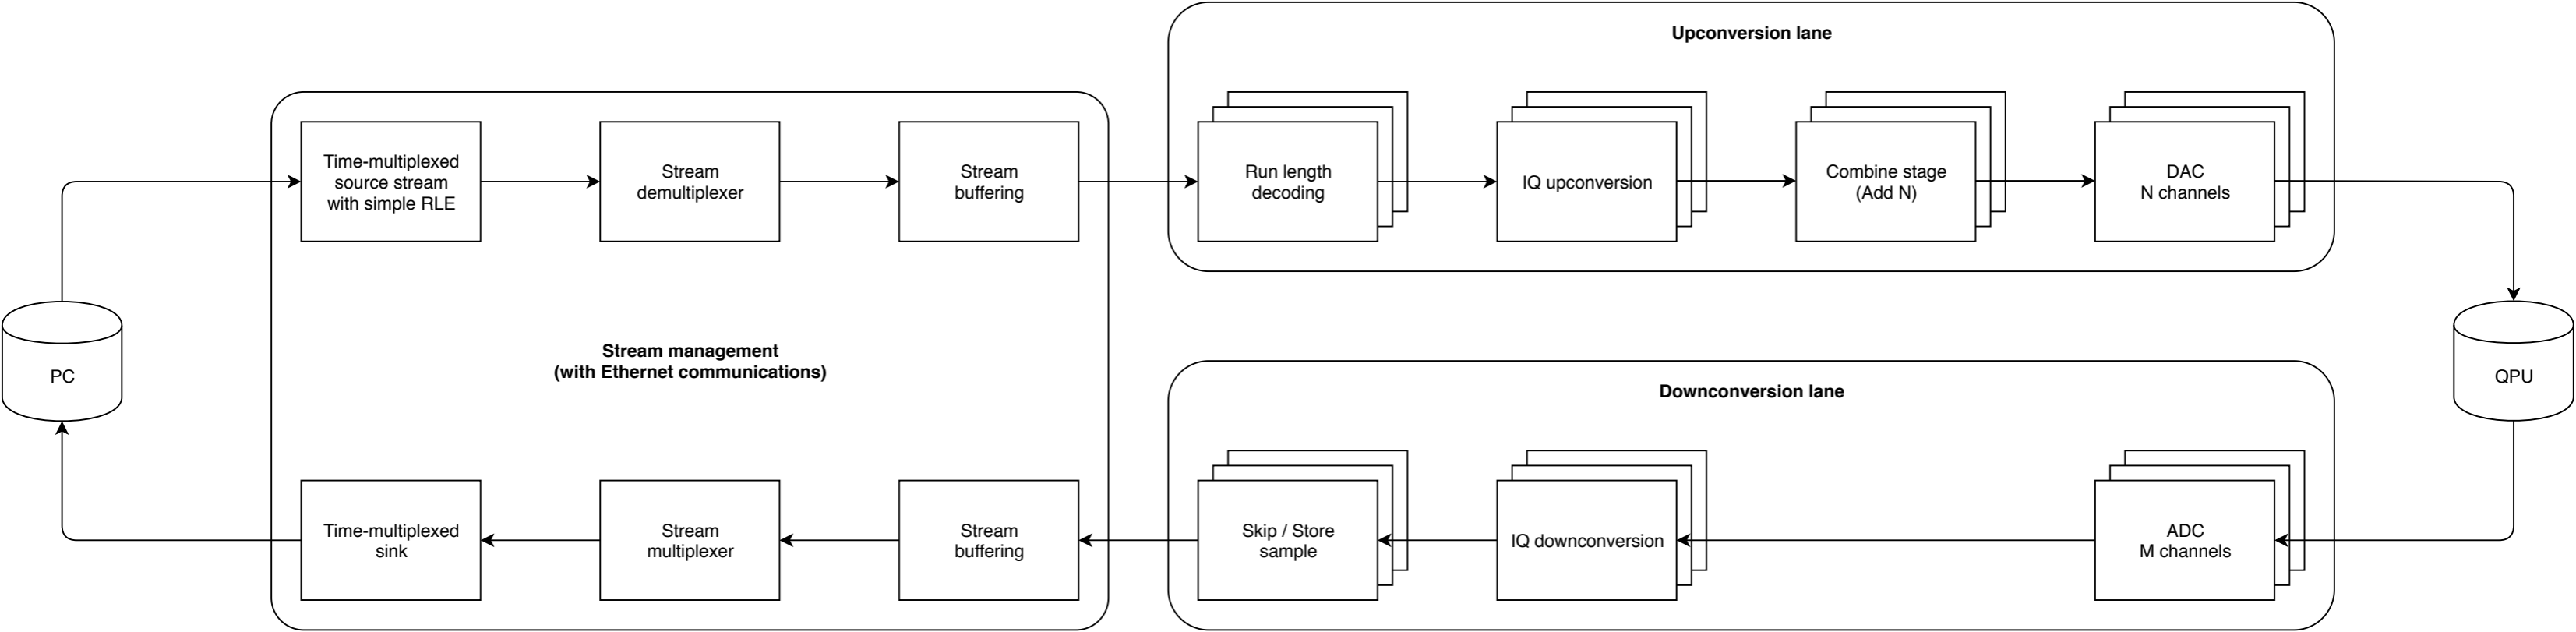 Upconversion lane
Time-multiplexed
source stream
with simple RLE
Stream
demultiplexer
Stream
buffering
Run length
decoding
IQ upconversion
Combine stage
(Add N)
DAC
N channels
Stream management
(with Ethernet communications)
PC
QPU
Downconversion lane
Time-multiplexed
sink
Stream
multiplexer
Stream
buffering
Skip / Store
sample
IQ downconversion
ADC
M channels